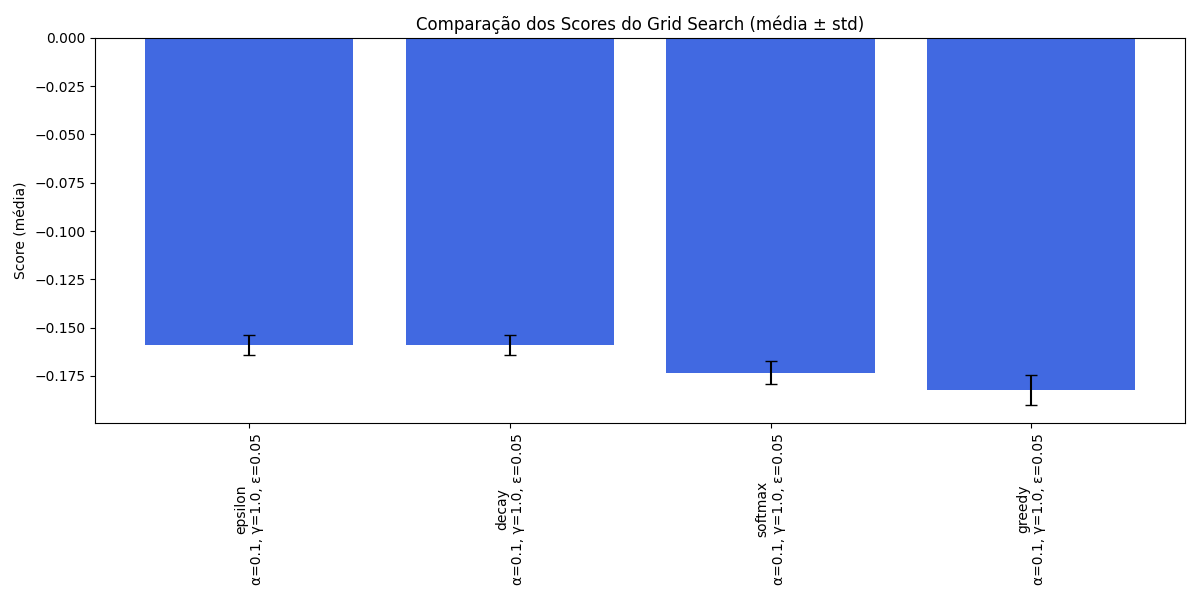 Comparação dos Scores do Grid Search (média ± std)
Score (média)
0.000
−0.025
−0.050
−0.075
−0.100
−0.125
−0.150
−0.175
epsilon
α=0.1, γ=1.0, ε=0.05
decay
α=0.1, γ=1.0, ε=0.05
softmax
α=0.1, γ=1.0, ε=0.05
greedy
α=0.1, γ=1.0, ε=0.05